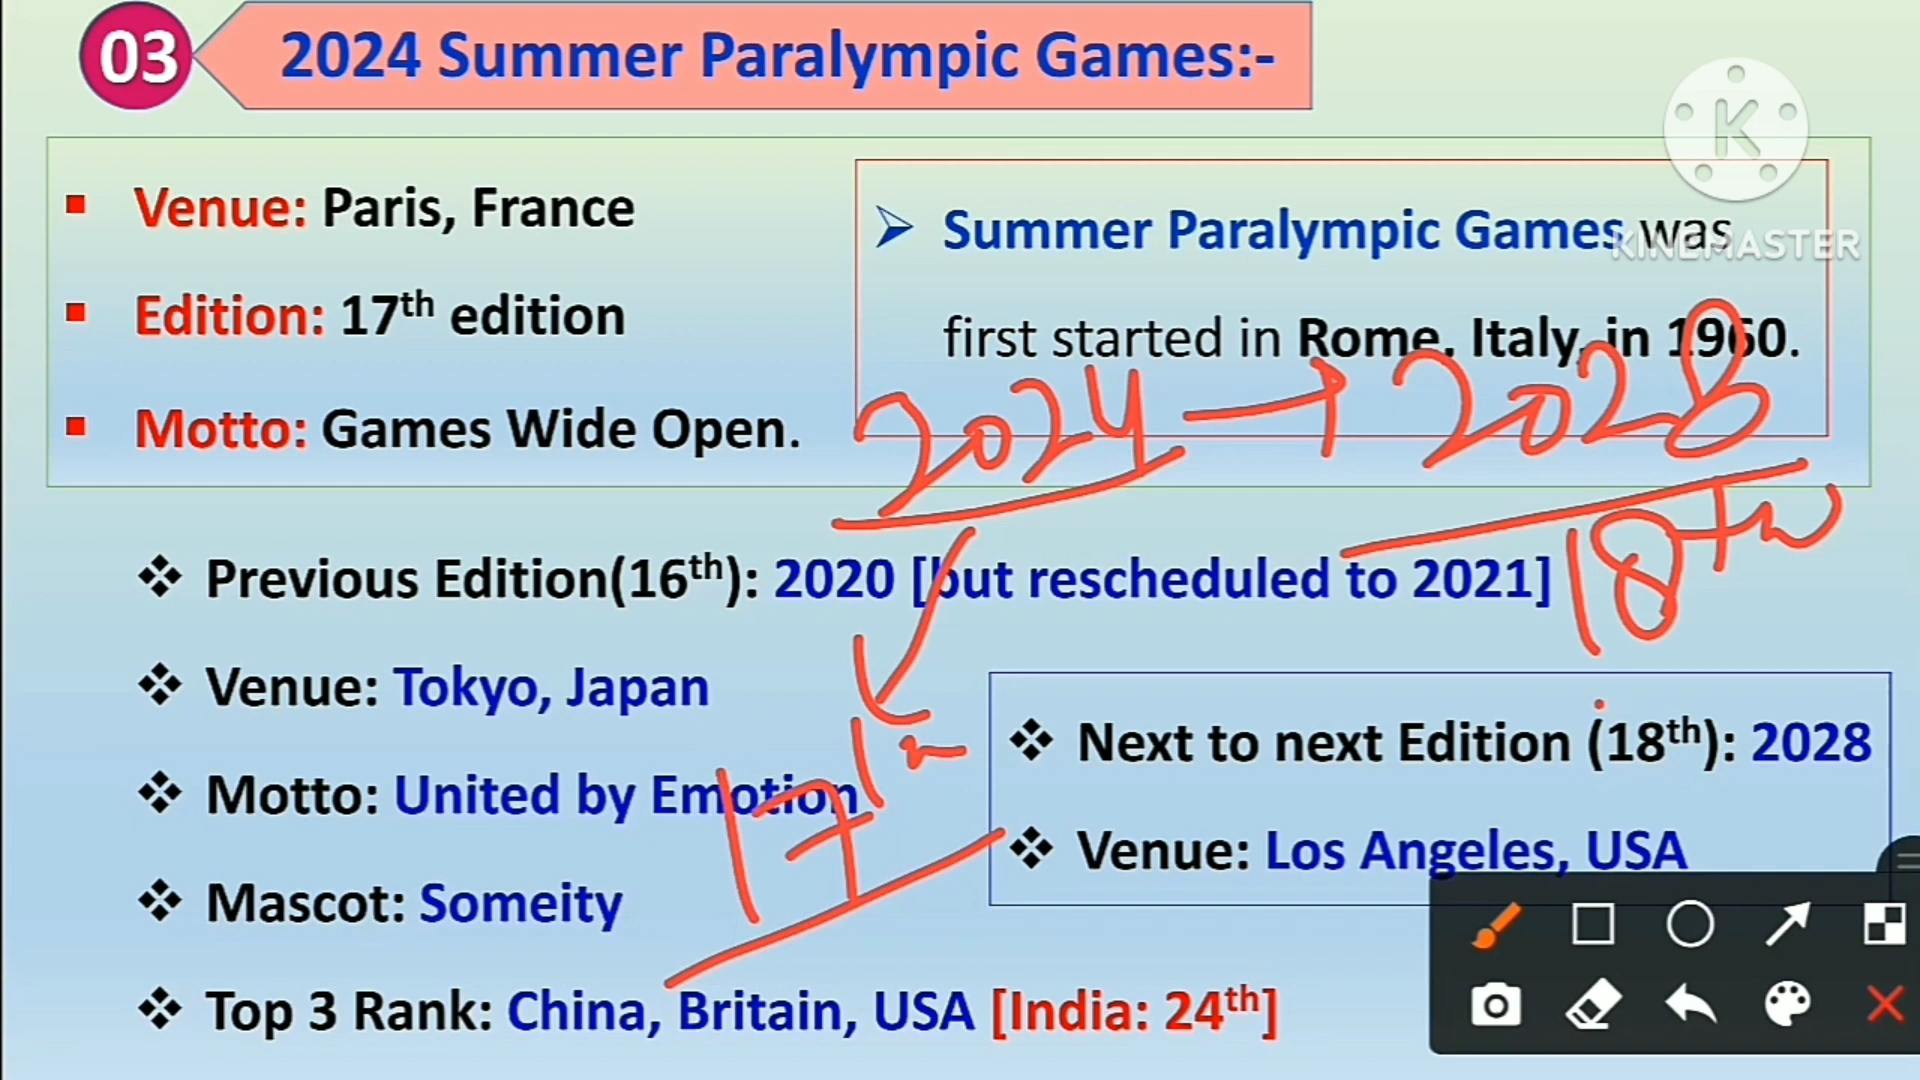 03
2024 Summer Paralympic Games:-
Venue: Paris, France
Edition: 17th edition
Motto: Games Wide Open.
Summer Paralympic Games was
first started in Rome, Italy, in 1960.
K
KINEMASTER
2024 → 2028
18th
17
Previous Edition(16th): 2020 [but rescheduled to 2021]
Venue: Tokyo, Japan
Motto: United by Emotion
Mascot: Someity
Top 3 Rank: China, Britain, USA [India: 24th]
Next to next Edition (18th): 2028
Venue: Los Angeles, USA